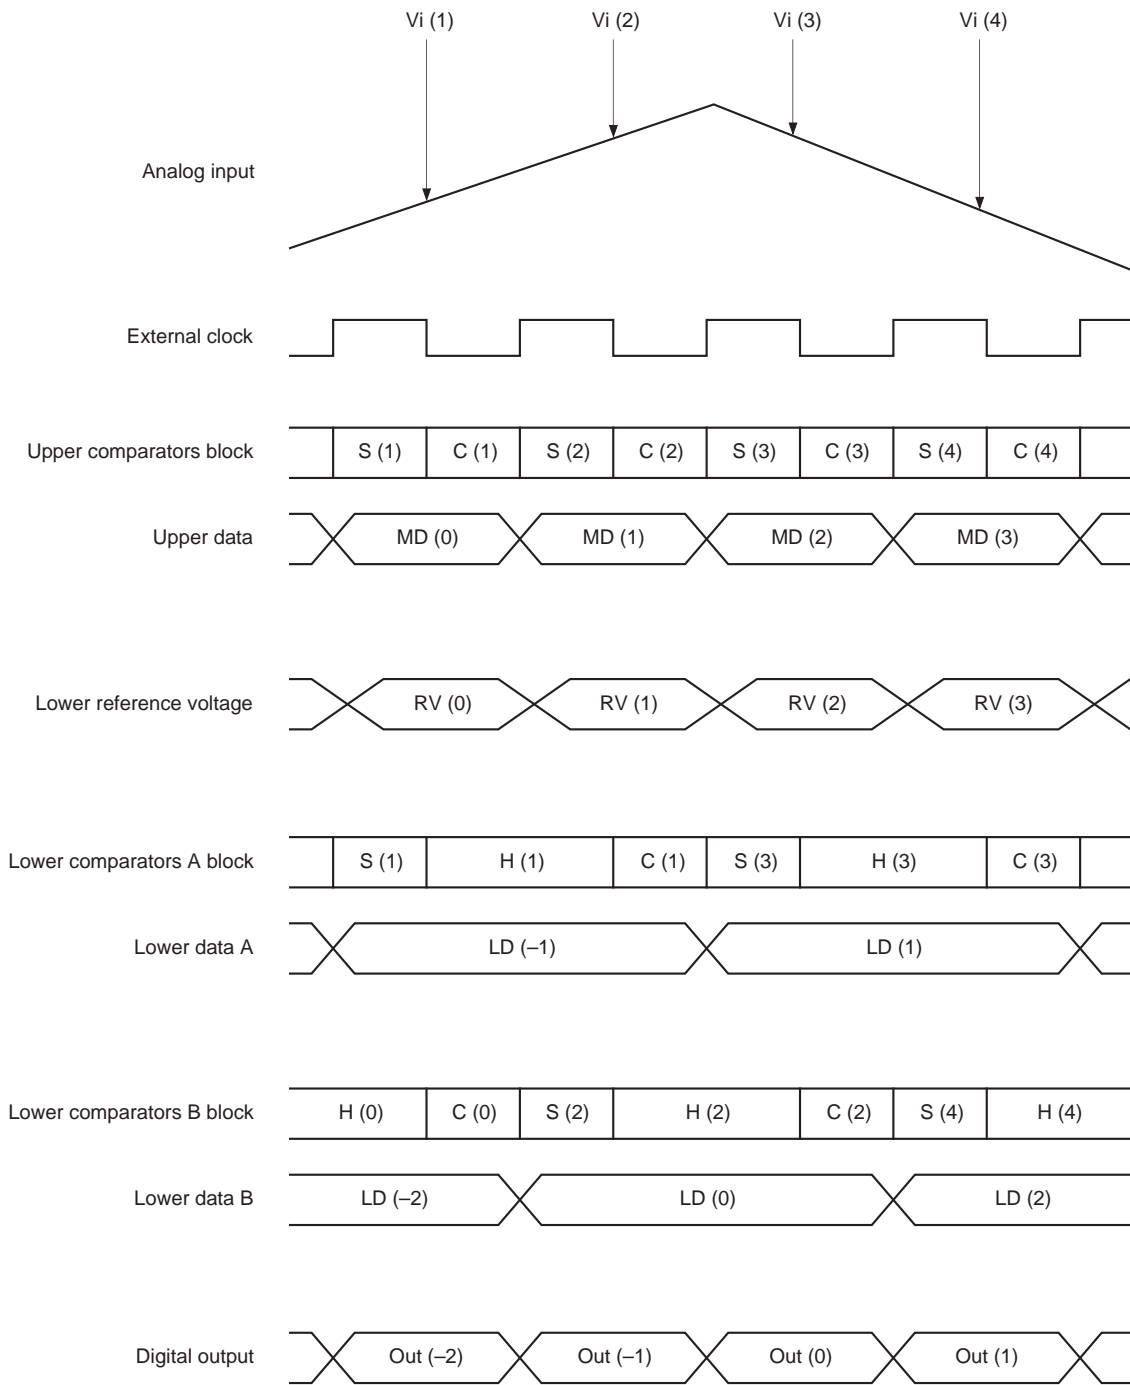 Vi (1) Vi (2) Vi (3) Vi (4)
Analog input
External clock
Upper comparators block S (1) C (1) S (2) C (2) S (3) C (3) S (4) C (4)
Upper data MD (0) MD (1) MD (2) MD (3)
Lower reference voltage RV (0) RV (1) RV (2) RV (3)
Lower comparators A block S (1) H (1) C (1) S (3) H (3) C (3)
Lower data A LD (–1) LD (1)
Lower comparators B block H (0) C (0) S (2) H (2) C (2) S (4) H (4)
Lower data B LD (–2) LD (0) LD (2)
Digital output Out (–2) Out (–1) Out (0) Out (1)